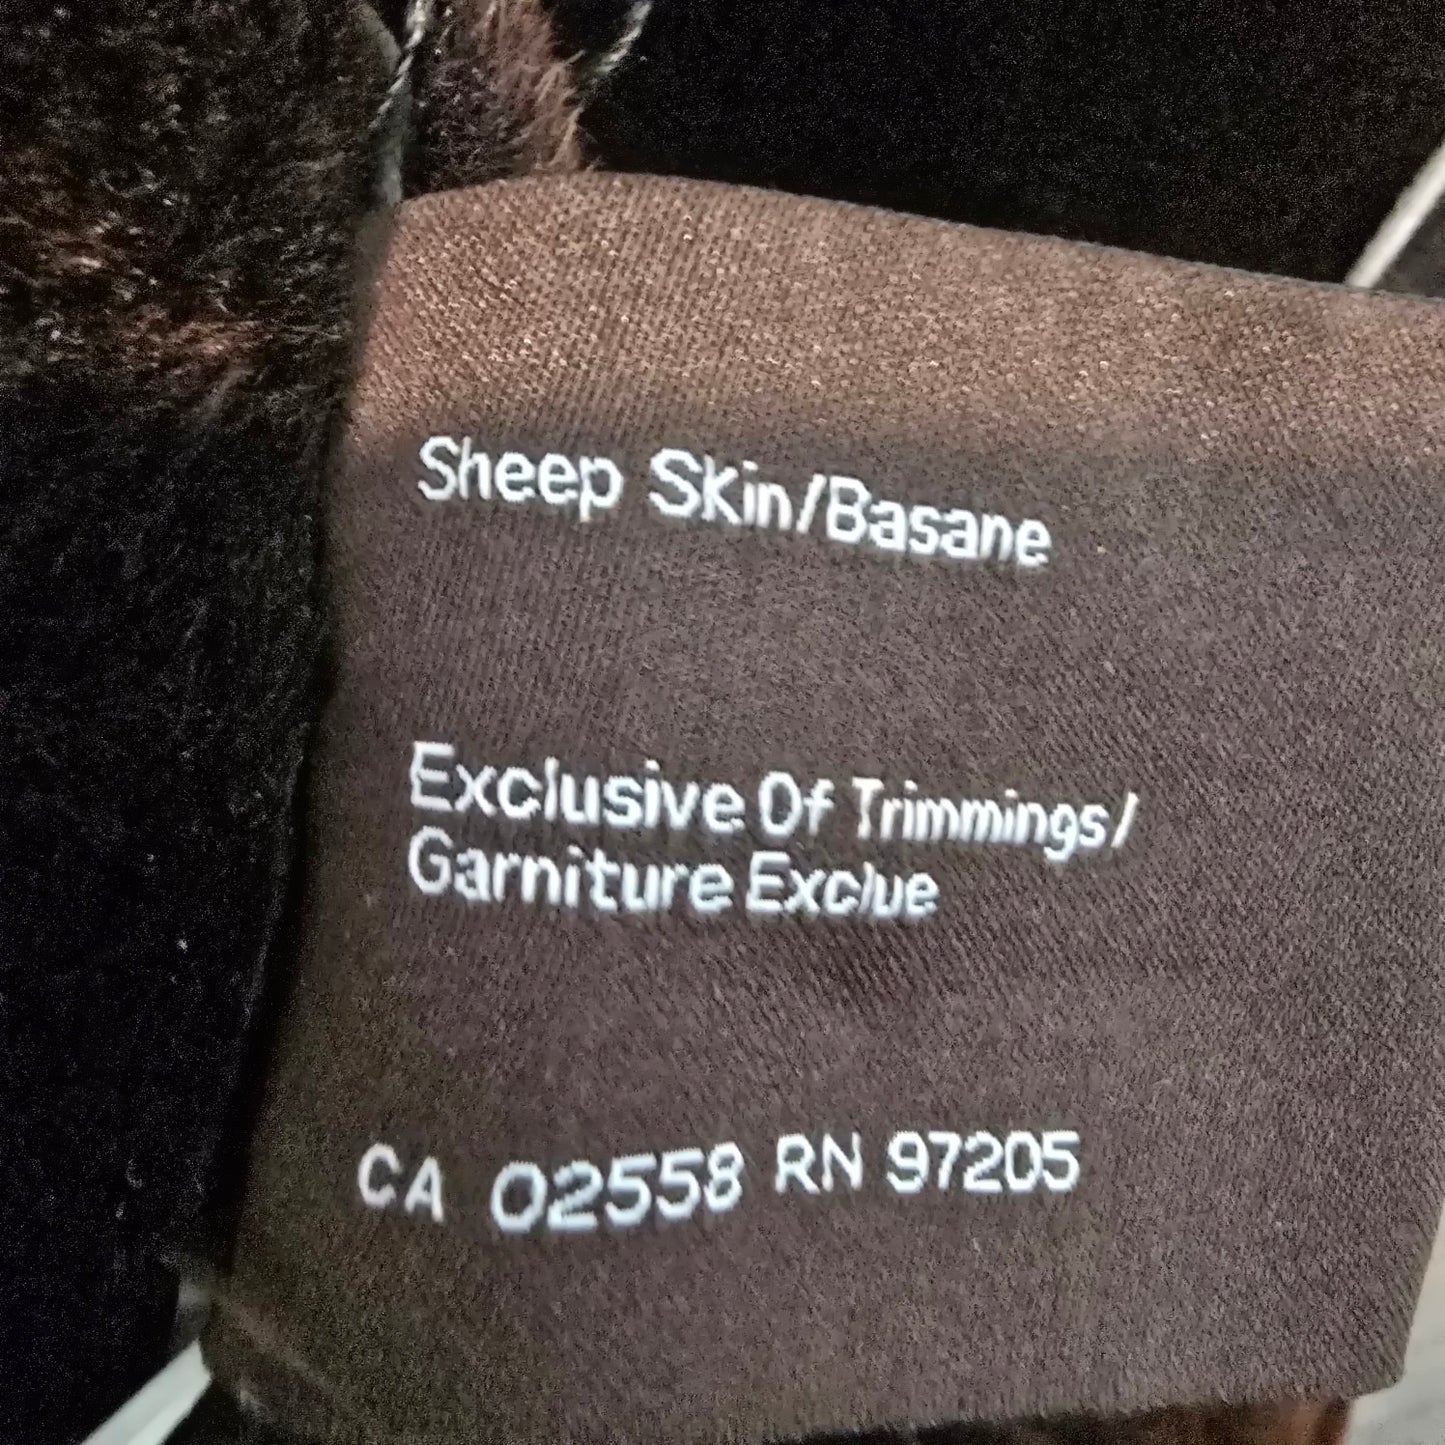 Sheep Skin/Basane
Exclusive Of Trimmings/
Garniture Exclue
CA 02558 RN 97205